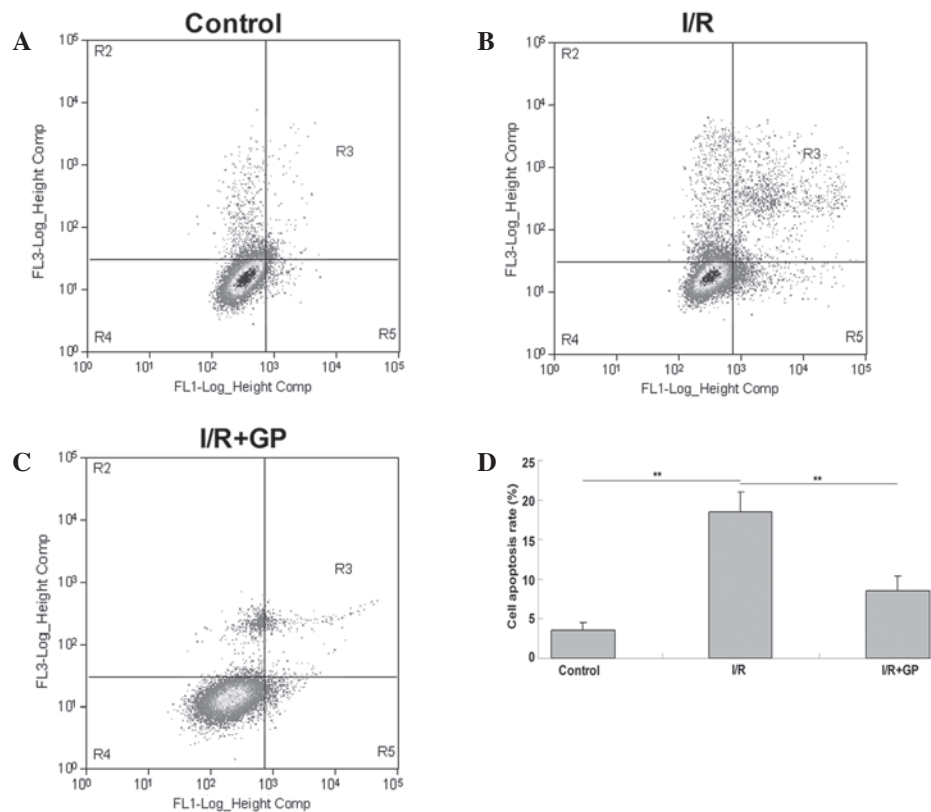 A
Control
10⁵
R2
10⁴
R3
10³
10²
10¹
R4
R5
10⁰
10⁰
10¹
10²
10³
10⁴
10⁵
FL3-Log_Height Comp
FL1-Log_Height Comp
B
I/R
10⁵
R2
10⁴
R3
10³
10²
10¹
R4
R5
10⁰
10⁰
10¹
10²
10³
10⁴
10⁵
FL3-Log_Height Comp
FL1-Log_Height Comp
C
I/R+GP
10⁵
R2
10⁴
R3
10³
10²
10¹
R4
R5
10⁰
10⁰
10¹
10²
10³
10⁴
10⁵
FL3-Log_Height Comp
FL1-Log_Height Comp
D
25
20
15
10
5
0
Cell apoptosis rate (%)
**
**
Control
I/R
I/R+GP